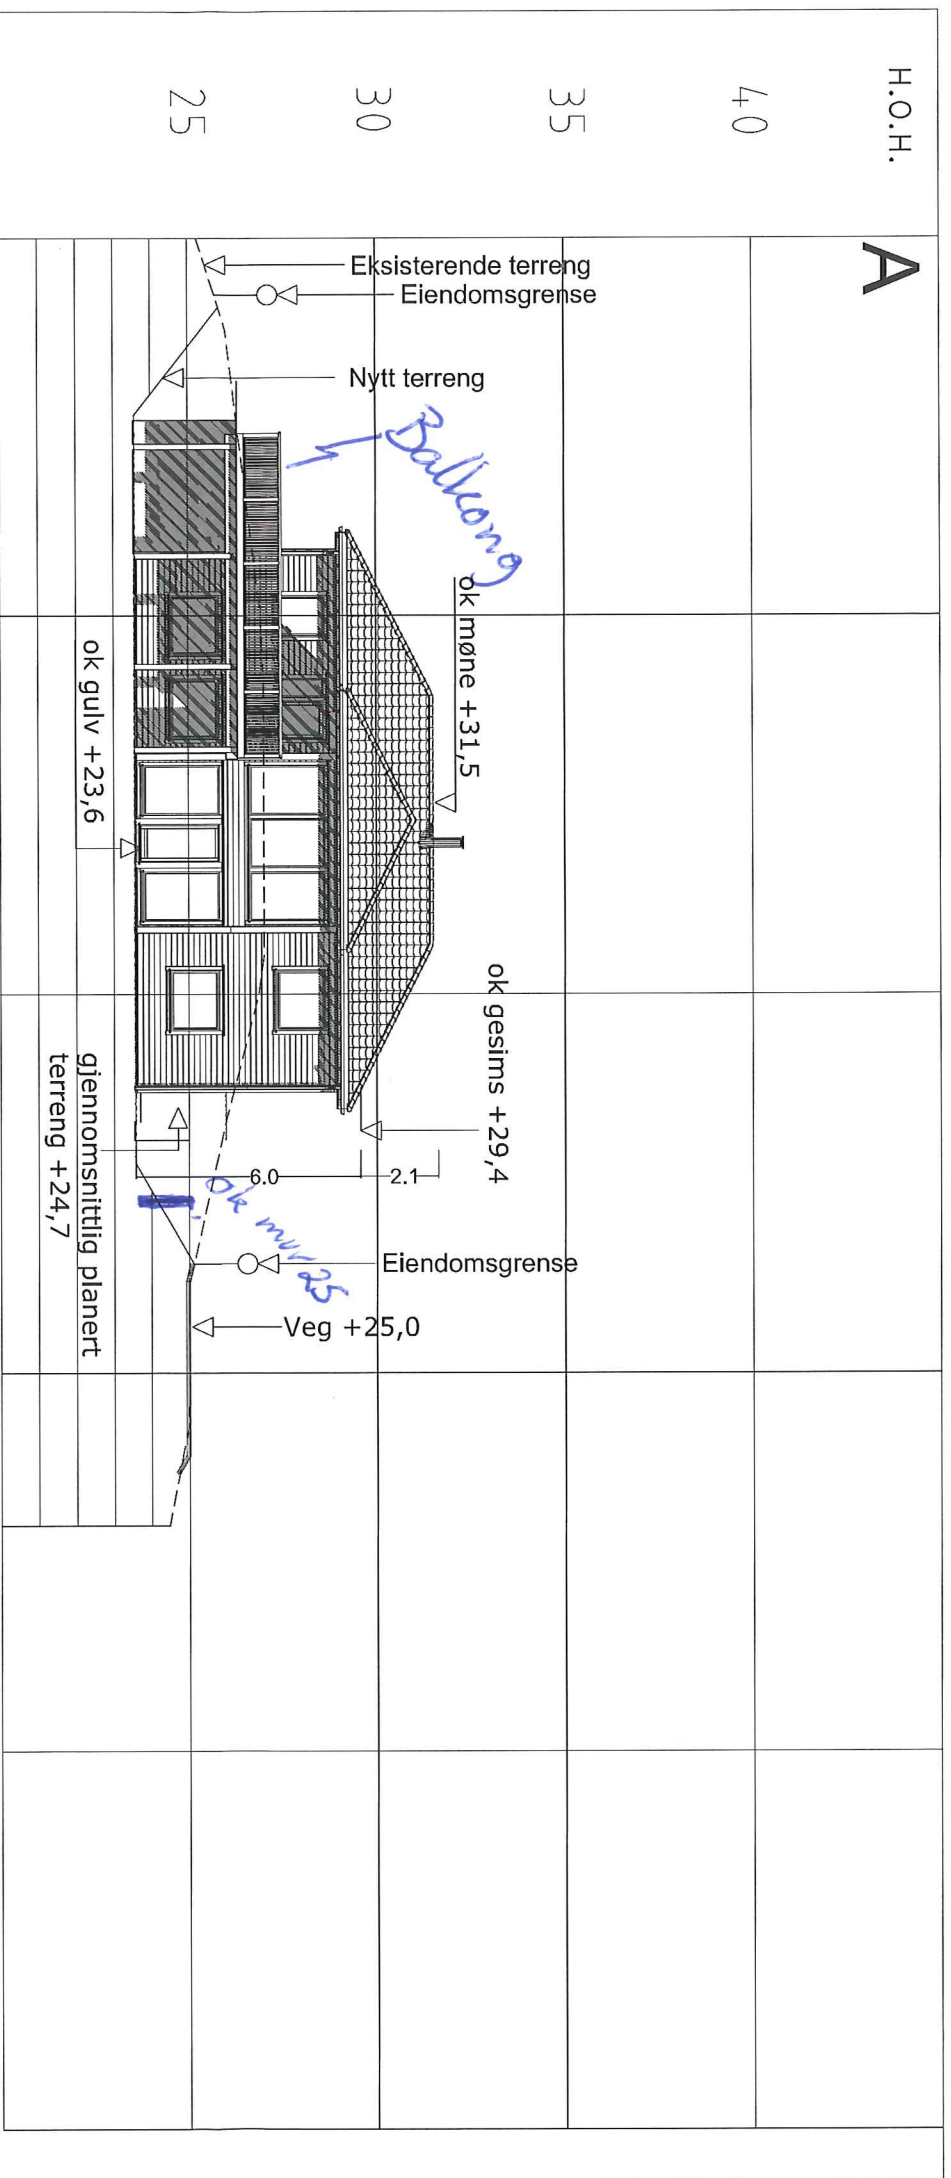 H.O.H.
40
35
30
25
A
Eksisterende terreng
Eiendomsgrense
Nytt terreng
Balkong
ok møne +31,5
ok gulv +23,6
ok gesims +29,4
gjennomsnittlig planert
terreng +24,7
6.0
2.1
ok mur 25
Eiendomsgrense
Veg +25,0